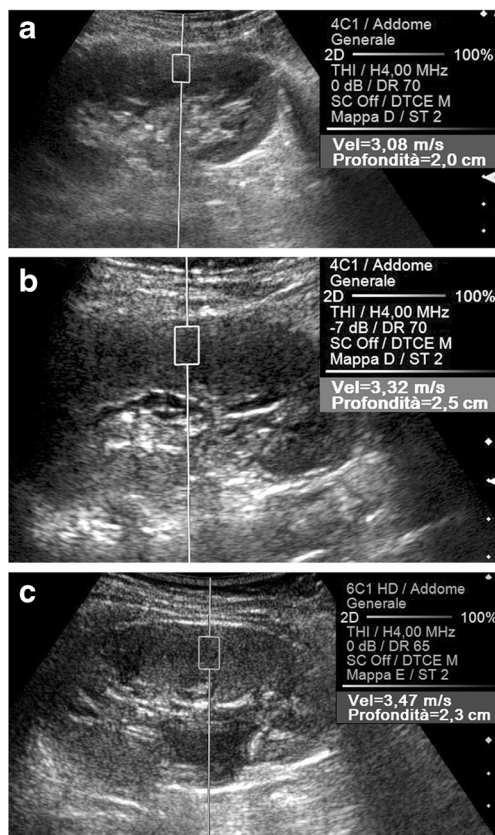 a
4C1 / Addome
Generale
2D 100%
THI / H4,00 MHz
0 dB / DR 70
SC Off / DTCE M
Mappa D / ST 2
Vel=3,08 m/s
Profondità=2,0 cm
b
4C1 / Addome
Generale
2D 100%
THI / H4,00 MHz
-7 dB / DR 70
SC Off / DTCE M
Mappa D / ST 2
Vel=3,32 m/s
Profondità=2,5 cm
c
6C1 HD / Addome
Generale
2D 100%
THI / H4,00 MHz
0 dB / DR 65
SC Off / DTCE M
Mappa E / ST 2
Vel=3,47 m/s
Profondità=2,3 cm